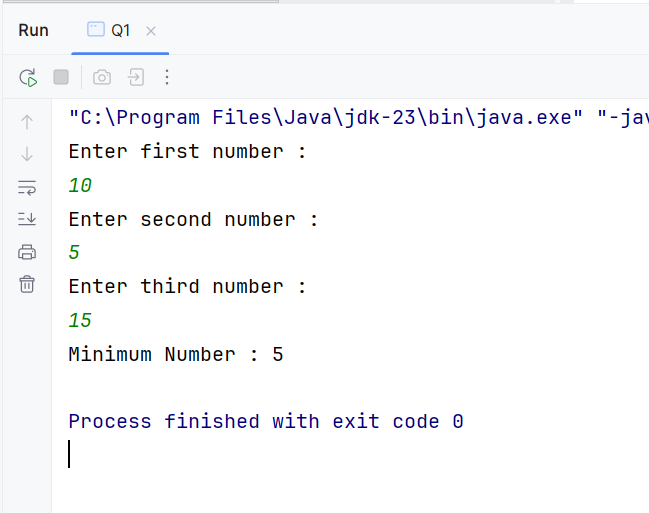 Run Q1
"C:\Program Files\Java\jdk-23\bin\java.exe" "-jav
Enter first number :
10
Enter second number :
5
Enter third number :
15
Minimum Number : 5
Process finished with exit code 0